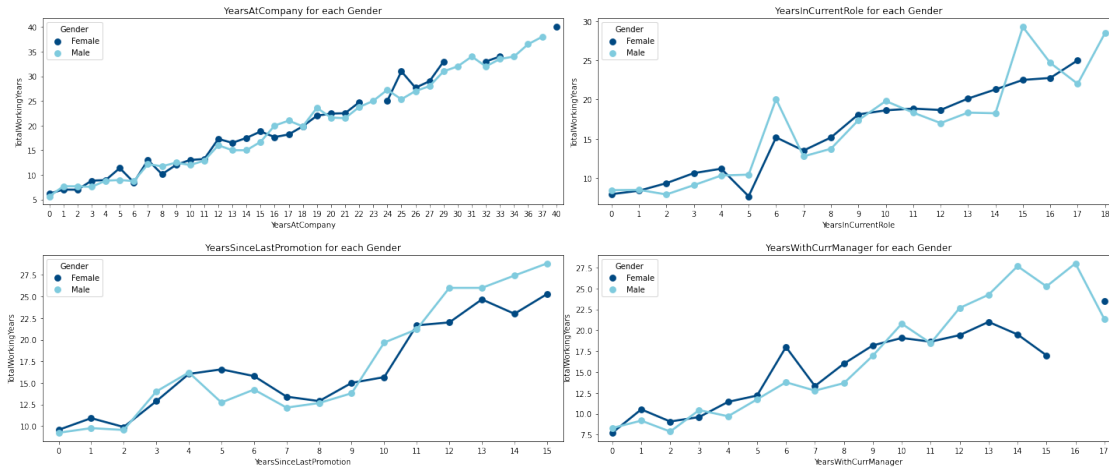 YearsAtCompany for each Gender
TotalWorkingYears
40
35
30
25
20
15
10
5
Gender
Female
Male
0 1 2 3 4 5 6 7 8 9 10 11 12 13 14 15 16 17 18 19 20 21 22 23 24 25 26 27 29 30 31 32 33 34 36 37 40
YearsAtCompany
YearsInCurrentRole for each Gender
TotalWorkingYears
30
25
20
15
10
Gender
Female
Male
0 1 2 3 4 5 6 7 8 9 10 11 12 13 14 15 16 17 18
YearsInCurrentRole
YearsSinceLastPromotion for each Gender
TotalWorkingYears
27.5
25.0
22.5
20.0
17.5
15.0
12.5
10.0
Gender
Female
Male
0 1 2 3 4 5 6 7 8 9 10 11 12 13 14 15
YearsSinceLastPromotion
YearsWithCurrManager for each Gender
TotalWorkingYears
27.5
25.0
22.5
20.0
17.5
15.0
12.5
10.0
7.5
Gender
Female
Male
0 1 2 3 4 5 6 7 8 9 10 11 12 13 14 15 16 17
YearsWithCurrManager